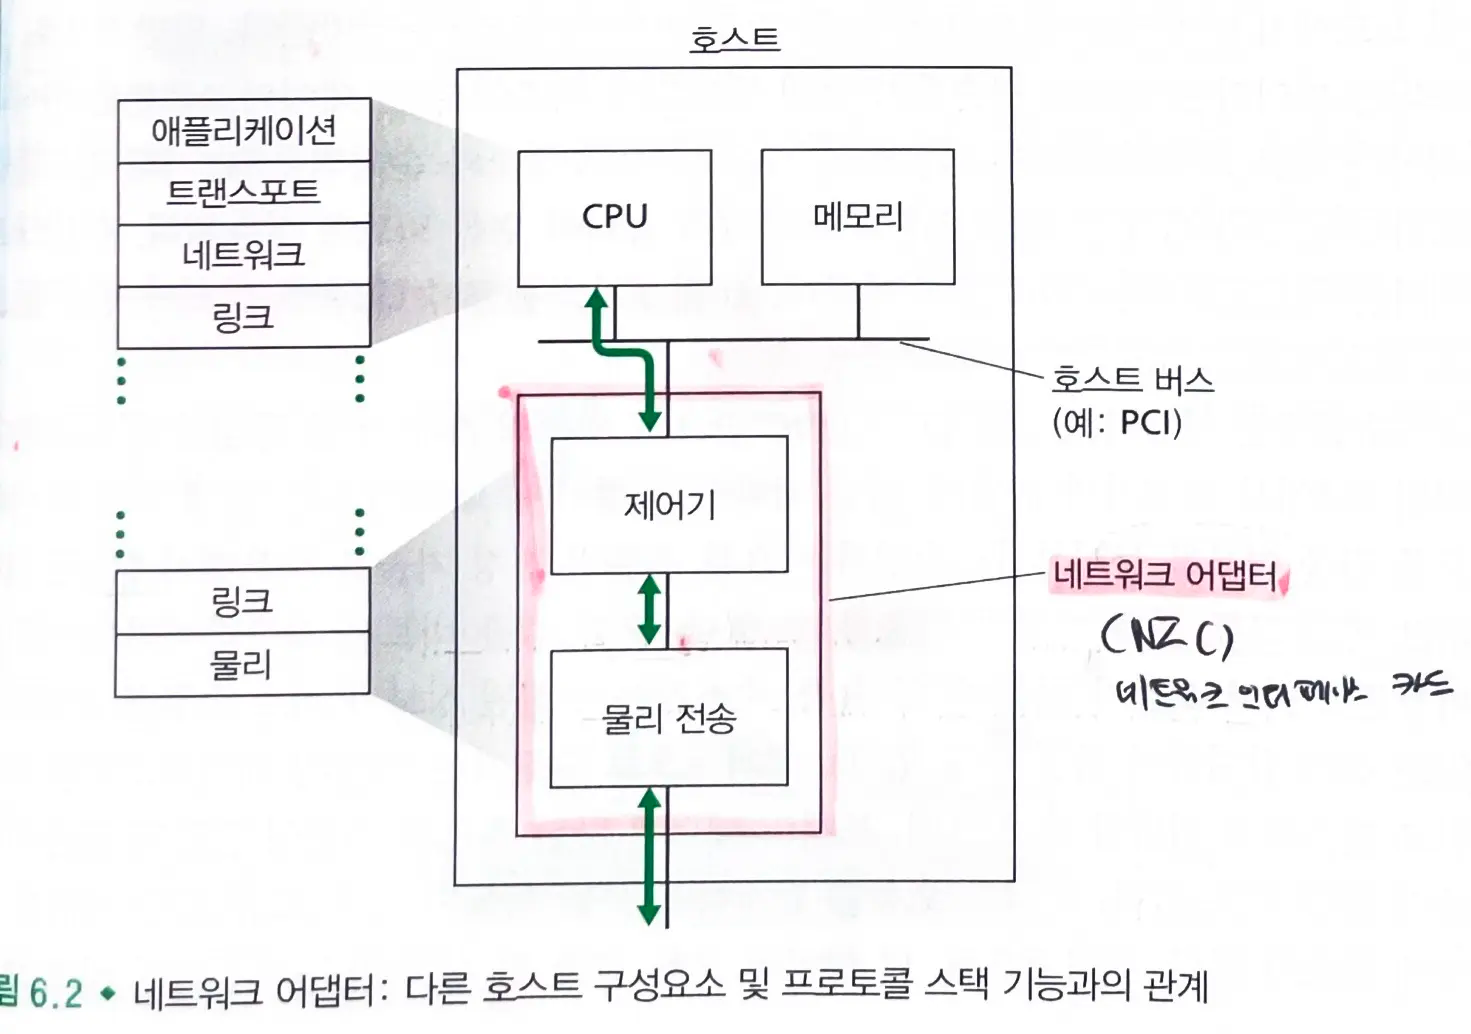 호스트
애플리케이션
트랜스포트
네트워크
링크
CPU
메모리
호스트 버스
(예: PCI)
제어기
네트워크 어댑터
(NIC)
네트워크 인터페이스 카드
링크
물리
물리 전송
림 6.2 ◆ 네트워크 어댑터: 다른 호스트 구성요소 및 프로토콜 스택 기능과의 관계